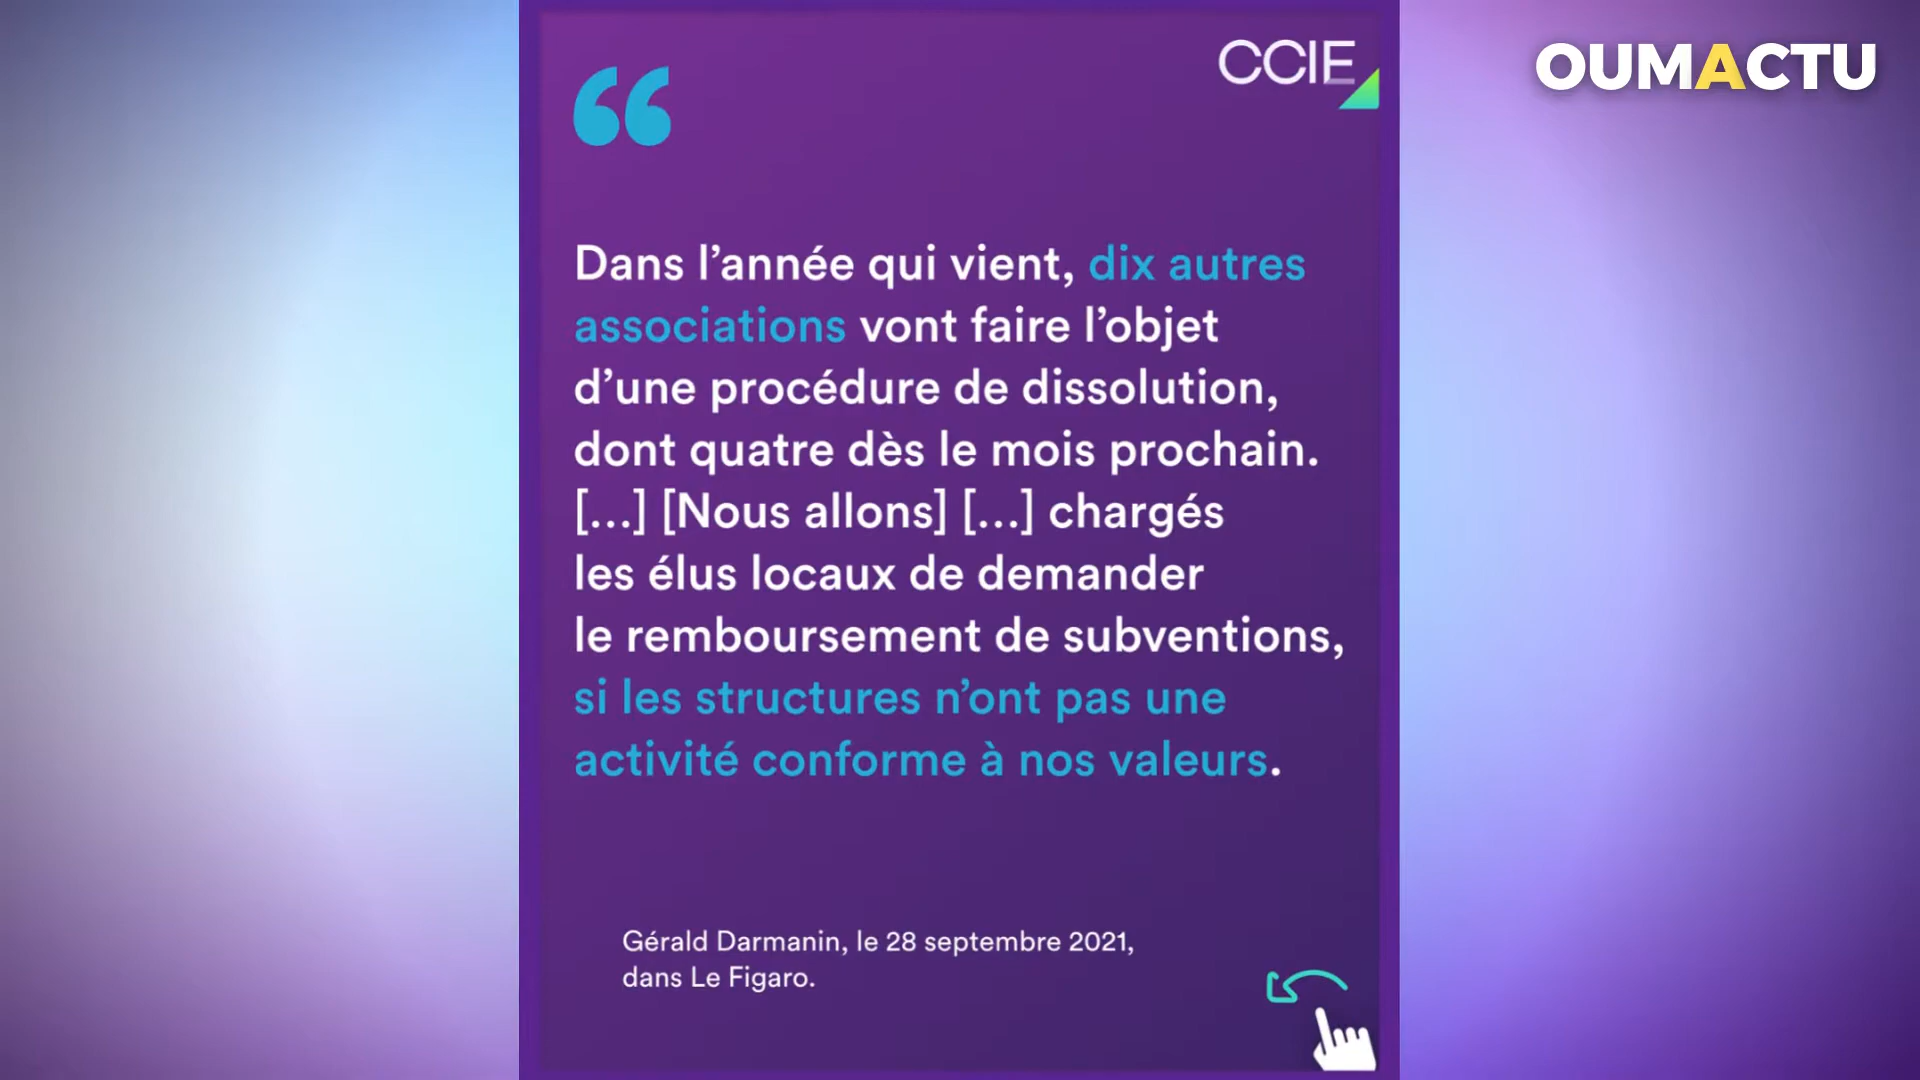 CCIE
OUMACTU
“
Dans l’année qui vient, dix autres
associations vont faire l’objet
d’une procédure de dissolution,
dont quatre dès le mois prochain.
[...] [Nous allons] [...] chargés
les élus locaux de demander
le remboursement de subventions,
si les structures n’ont pas une
activité conforme à nos valeurs.
Gérald Darmanin, le 28 septembre 2021,
dans Le Figaro.